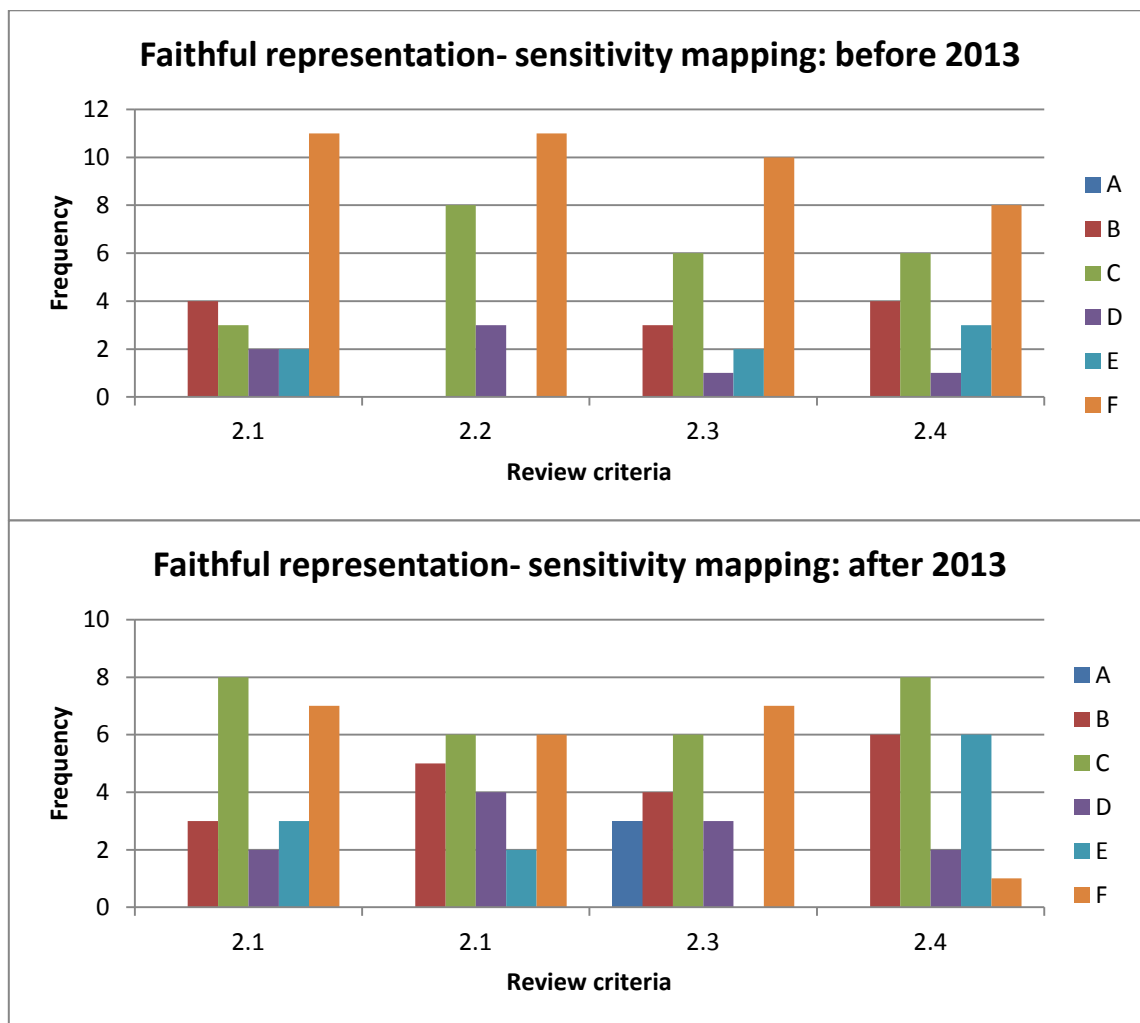 Faithful representation- sensitivity mapping: before 2013
12
10
8
6
4
2
0
Frequency
2.1 2.2 2.3 2.4
Review criteria
A
B
C
D
E
F
Faithful representation- sensitivity mapping: after 2013
10
8
6
4
2
0
Frequency
2.1 2.1 2.3 2.4
Review criteria
A
B
C
D
E
F